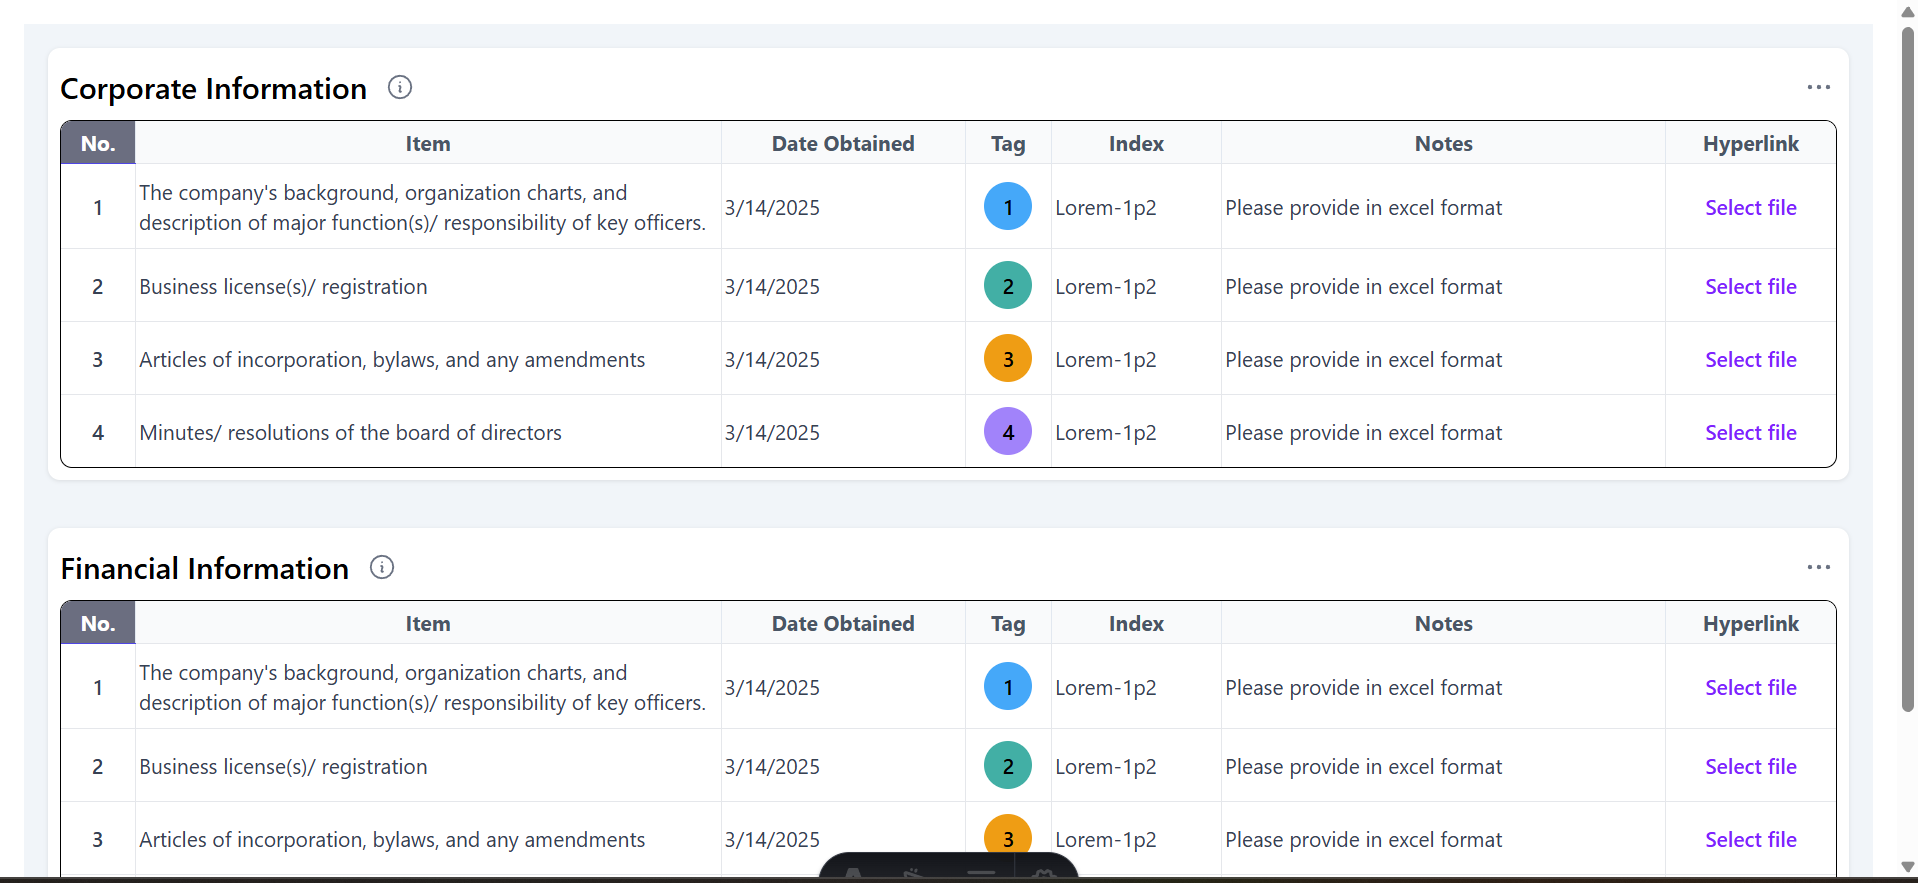 Corporate Information
No. Item Date Obtained Tag Index Notes Hyperlink
1 The company's background, organization charts, and
description of major function(s)/ responsibility of key officers. 3/14/2025 1 Lorem-1p2 Please provide in excel format Select file
2 Business license(s)/ registration 3/14/2025 2 Lorem-1p2 Please provide in excel format Select file
3 Articles of incorporation, bylaws, and any amendments 3/14/2025 3 Lorem-1p2 Please provide in excel format Select file
4 Minutes/ resolutions of the board of directors 3/14/2025 4 Lorem-1p2 Please provide in excel format Select file
Financial Information
No. Item Date Obtained Tag Index Notes Hyperlink
1 The company's background, organization charts, and
description of major function(s)/ responsibility of key officers. 3/14/2025 1 Lorem-1p2 Please provide in excel format Select file
2 Business license(s)/ registration 3/14/2025 2 Lorem-1p2 Please provide in excel format Select file
3 Articles of incorporation, bylaws, and any amendments 3/14/2025 3 Lorem-1p2 Please provide in excel format Select file